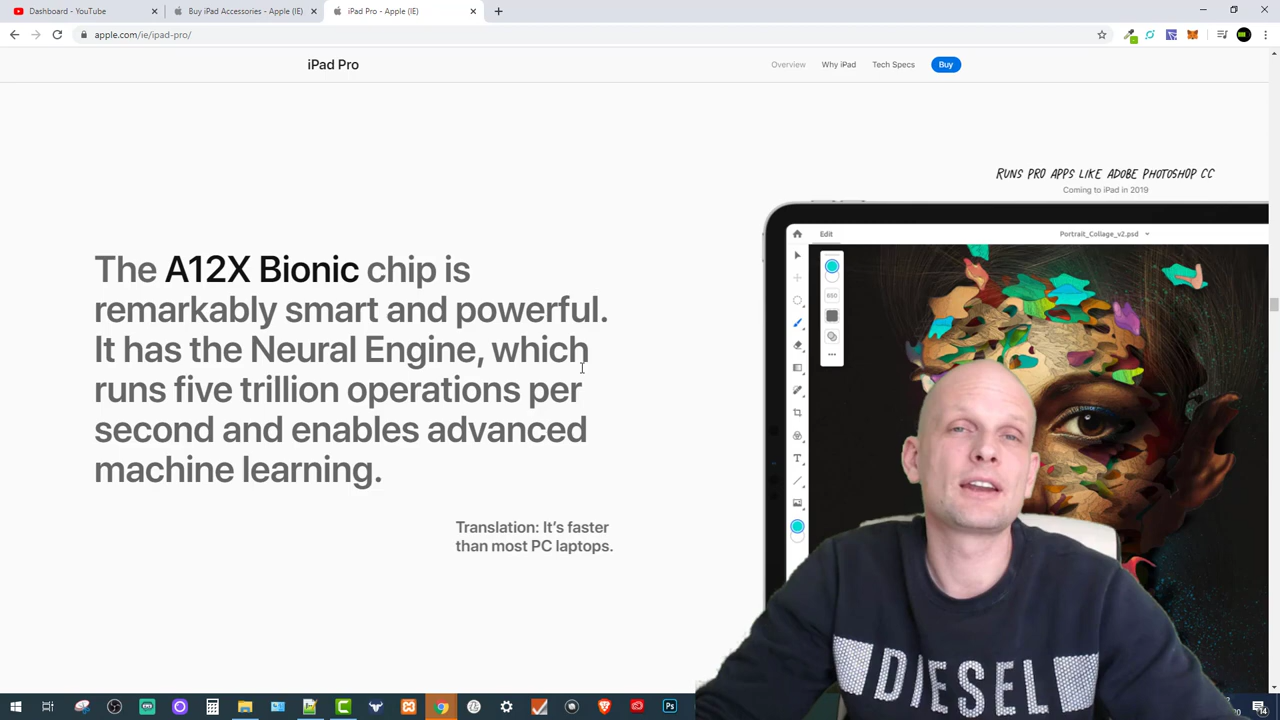 Dashboard - YouTube
Buy iPad Accessories - Apple (IE)
iPad Pro - Apple (IE)
apple.com/ie/ipad-pro/
iPad Pro
Overview
Why iPad
Tech Specs
Buy
RUNS PRO APPS LIKE ADOBE PHOTOSHOP CC
Coming to iPad in 2019
Edit
Portrait_Collage_v2.psd
650
The A12X Bionic chip is
remarkably smart and powerful.
It has the Neural Engine, which
runs five trillion operations per
second and enables advanced
machine learning.
Translation: It's faster
than most PC laptops.
DIESEL
Ps